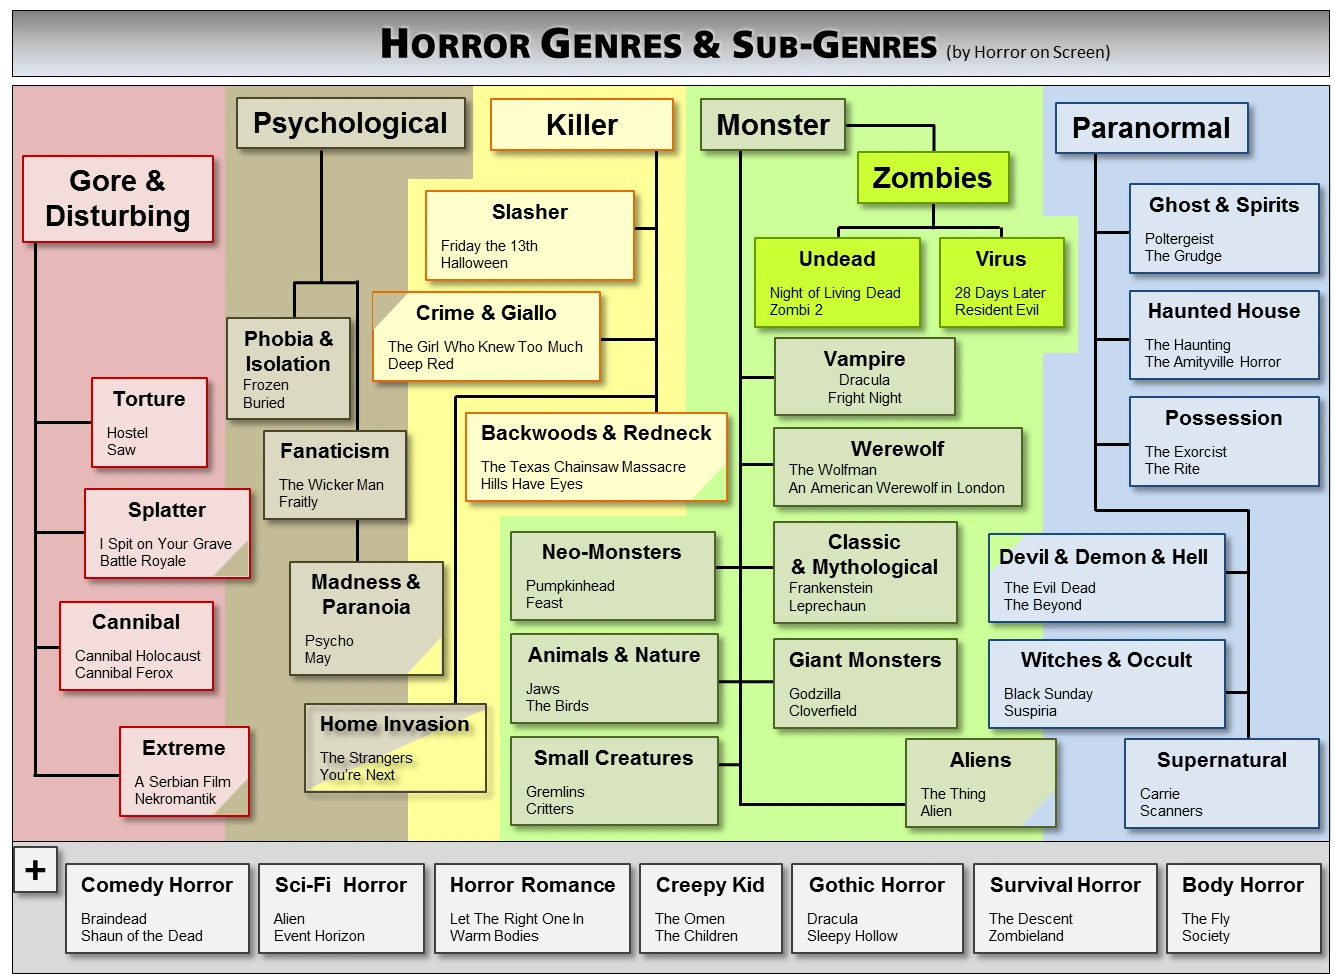 HORROR GENRES & SUB-GENRES (by Horror on Screen)
Gore &
Disturbing
Torture
Hostel
Saw
Splatter
I Spit on Your Grave
Battle Royale
Cannibal
Cannibal Holocaust
Cannibal Ferox
Extreme
A Serbian Film
Nekromantik
Psychological
Phobia &
Isolation
Frozen
Buried
Fanaticism
The Wicker Man
Fraitly
Madness &
Paranoia
Psycho
May
Home Invasion
The Strangers
You're Next
Killer
Slasher
Friday the 13th
Halloween
Crime & Giallo
The Girl Who Knew Too Much
Deep Red
Backwoods & Redneck
The Texas Chainsaw Massacre
Hills Have Eyes
Monster
Zombies
Undead
Night of Living Dead
Zombi 2
Virus
28 Days Later
Resident Evil
Vampire
Dracula
Fright Night
Werewolf
The Wolfman
An American Werewolf in London
Neo-Monsters
Pumpkinhead
Feast
Classic
& Mythological
Frankenstein
Leprechaun
Animals & Nature
Jaws
The Birds
Giant Monsters
Godzilla
Cloverfield
Small Creatures
Gremlins
Critters
Aliens
The Thing
Alien
Paranormal
Ghost & Spirits
Poltergeist
The Grudge
Haunted House
The Haunting
The Amityville Horror
Possession
The Exorcist
The Rite
Devil & Demon & Hell
The Evil Dead
The Beyond
Witches & Occult
Black Sunday
Suspiria
Supernatural
Carrie
Scanners
+
Comedy Horror
Braindead
Shaun of the Dead
Sci-Fi Horror
Alien
Event Horizon
Horror Romance
Let The Right One In
Warm Bodies
Creepy Kid
The Omen
The Children
Gothic Horror
Dracula
Sleepy Hollow
Survival Horror
The Descent
Zombieland
Body Horror
The Fly
Society